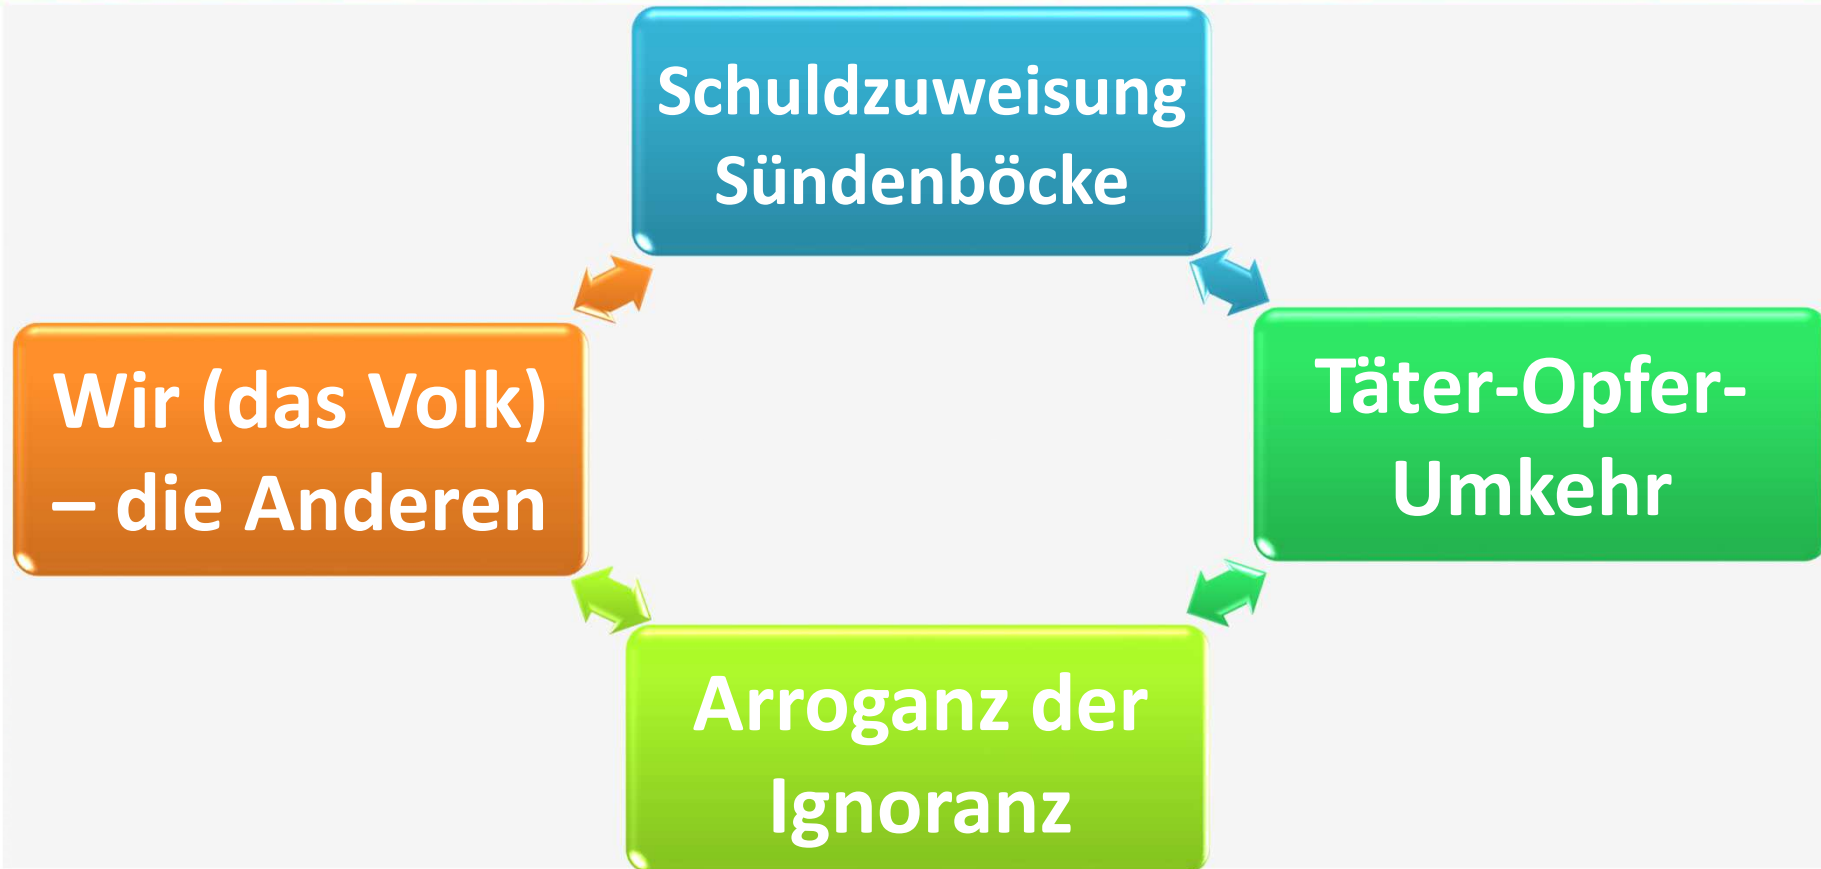 Schuldzuweisung
Sündenböcke
Wir (das Volk)
– die Anderen
Täter-Opfer-
Umkehr
Arroganz der
Ignoranz